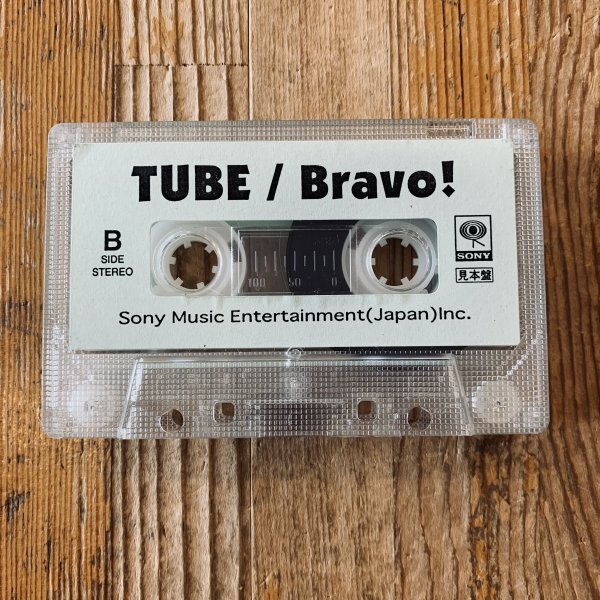 TUBE / Bravo!
B
SIDE
STEREO
100 50 0
SONY
見本盤
Sony Music Entertainment(Japan)Inc.